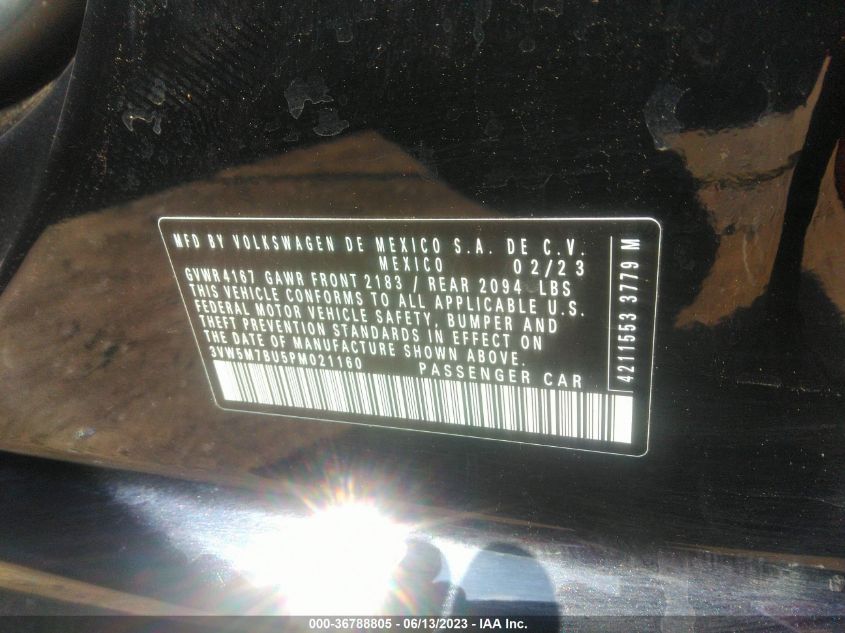 MFD BY VOLKSWAGEN DE MEXICO S.A. DE C.V.
MEXICO 02/23
GVWR4167 GAWR FRONT 2183 / REAR 2094 LBS
THIS VEHICLE CONFORMS TO ALL APPLICABLE U.S.
FEDERAL MOTOR VEHICLE SAFETY, BUMPER AND
THEFT PREVENTION STANDARDS IN EFFECT ON
THE DATE OF MANUFACTURE SHOWN ABOVE.
3VW5M7BU5PM021160 PASSENGER CAR
4211553 3779 M
000-36788805 - 06/13/2023 - IAA Inc.